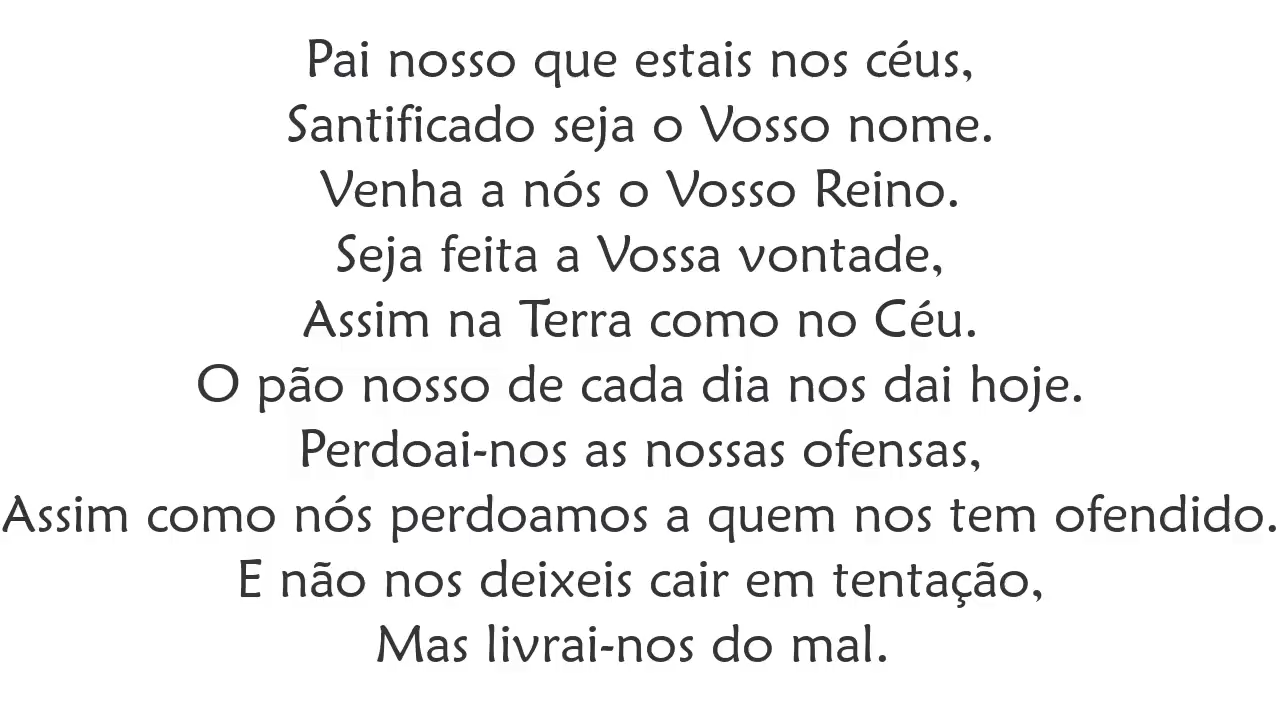 Pai nosso que estais nos céus,
Santificado seja o Vosso nome.
Venha a nós o Vosso Reino.
Seja feita a Vossa vontade,
Assim na Terra como no Céu.
O pão nosso de cada dia nos dai hoje.
Perdoai-nos as nossas ofensas,
Assim como nós perdoamos a quem nos tem ofendido.
E não nos deixeis cair em tentação,
Mas livrai-nos do mal.